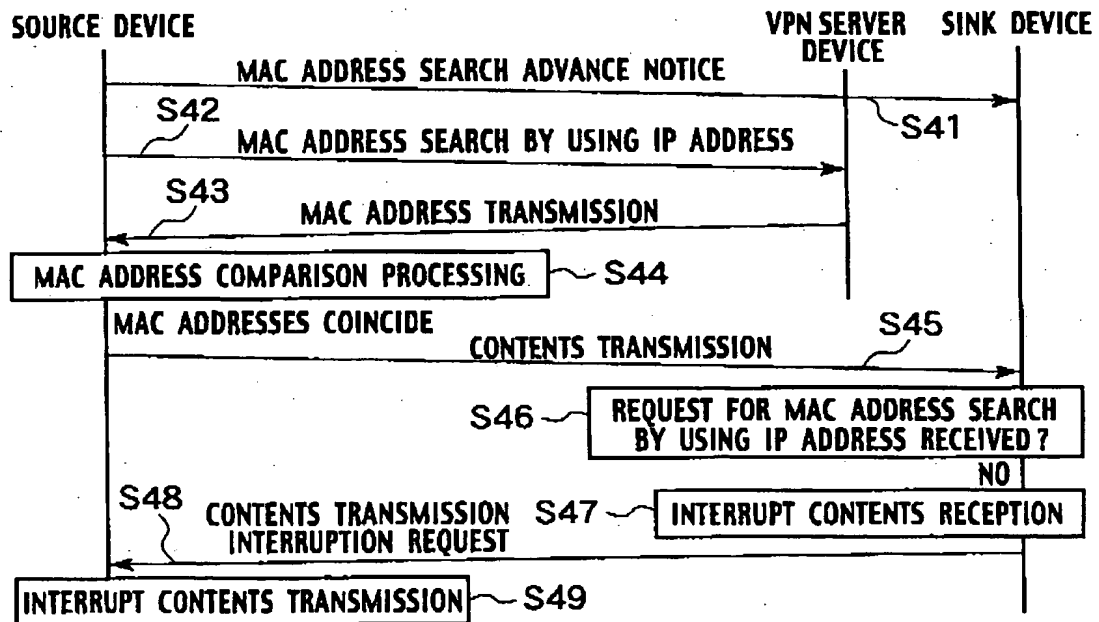 SOURCE DEVICE
VPN SERVER
DEVICE
SINK DEVICE
MAC ADDRESS SEARCH ADVANCE NOTICE
S41
S42
MAC ADDRESS SEARCH BY USING IP ADDRESS
S43
MAC ADDRESS TRANSMISSION
MAC ADDRESS COMPARISON PROCESSING
S44
MAC ADDRESSES COINCIDE
S45
CONTENTS TRANSMISSION
S46
REQUEST FOR MAC ADDRESS SEARCH
BY USING IP ADDRESS RECEIVED?
NO
S48
CONTENTS TRANSMISSION
INTERRUPTION REQUEST
S47
INTERRUPT CONTENTS RECEPTION
INTERRUPT CONTENTS TRANSMISSION
S49